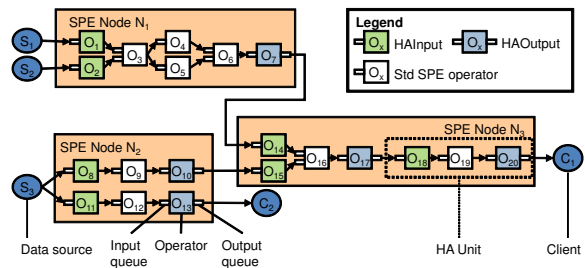 SPE Node N1
S1
S2
O1
O2
O3
O4
O5
O6
O7
Legend
Ox HAInput
Ox HAOutput
Ox Std SPE operator
SPE Node N3
O14
O15
O16
O17
O18
O19
O20
C1
SPE Node N2
S3
O8
O9
O10
O11
O12
O13
C2
Data source
Input queue
Operator
Output queue
HA Unit
Client